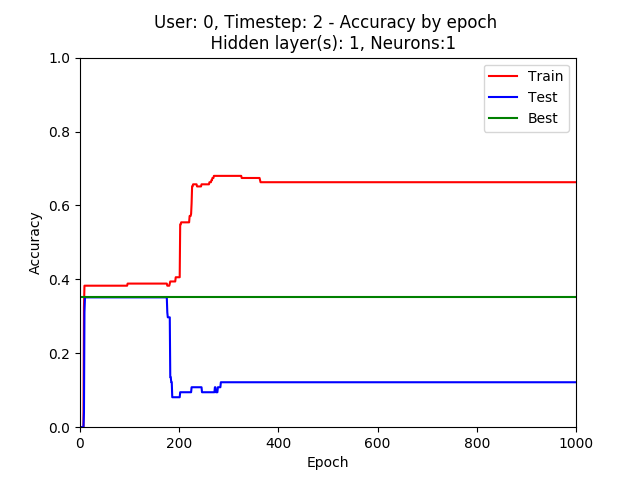 User: 0, Timestep: 2 - Accuracy by epoch
Hidden layer(s): 1, Neurons:1
1.0
Train
Test
Best
0.8
0.6
Accuracy
0.4
0.2
0.0
0 200 400 600 800 1000
Epoch